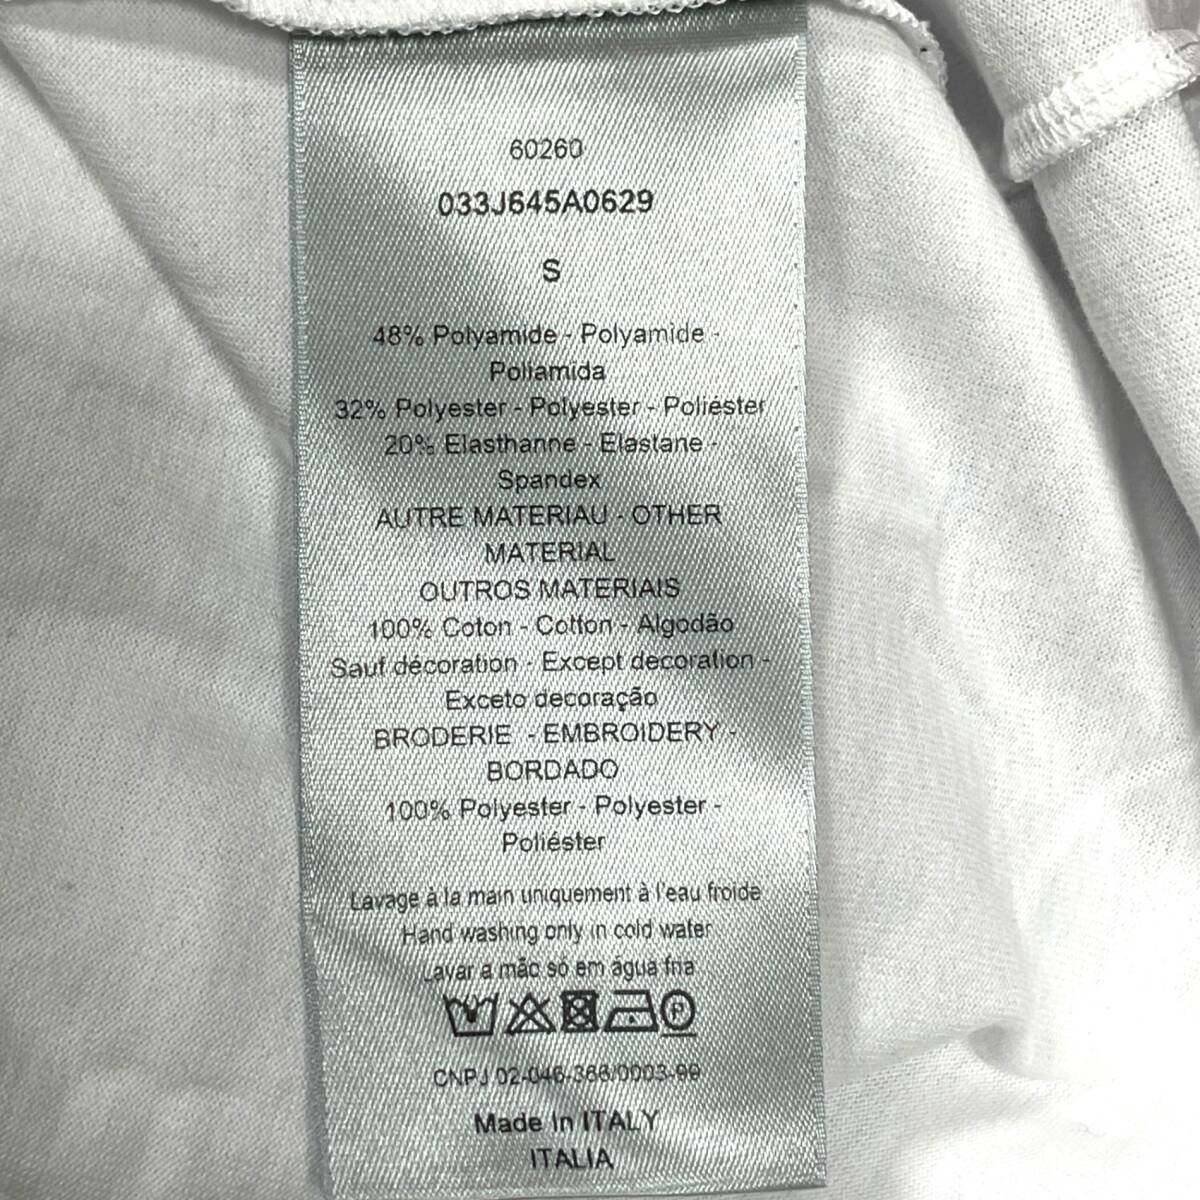 60260
033J645A0629
S
48% Polyamide - Polyamide -
Poliamida
32% Polyester - Polyester - Poliéster
20% Elasthanne - Elastane -
Spandex
AUTRE MATERIAU - OTHER
MATERIAL
OUTROS MATERIAIS
100% Coton - Cotton - Algodão
Sauf décoration - Except decoration -
Exceto decoração
BRODERIE - EMBROIDERY -
BORDADO
100% Polyester - Polyester -
Poliéster
Lavage à la main uniquement à l'eau froide
Hand washing only in cold water
Lavar a mão só em água fria
P
CNPJ 02-046-366/0003-99
Made In ITALY
ITALIA